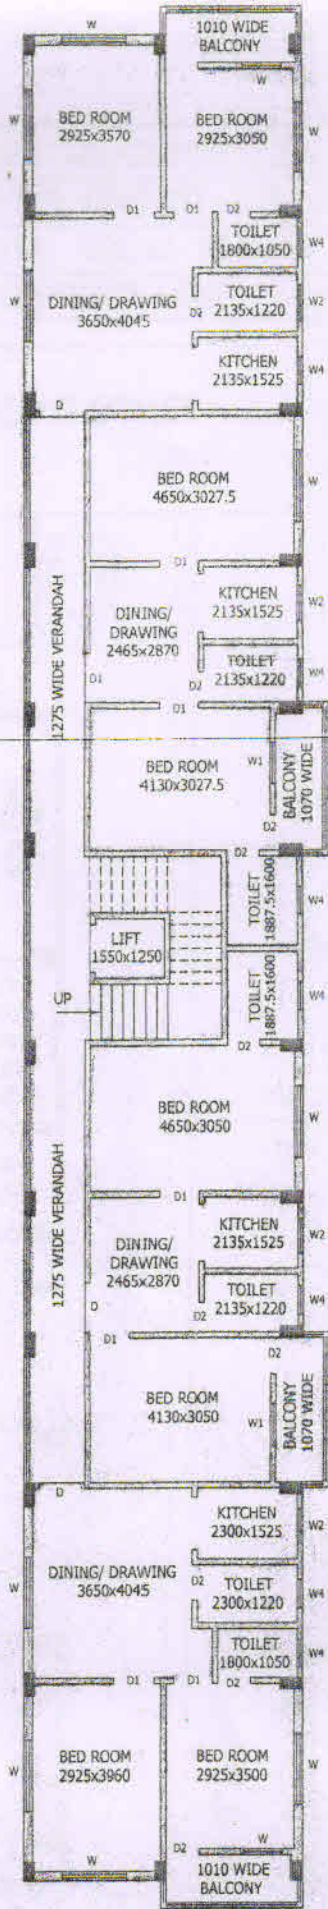 1010 WIDE
BALCONY
W
W
BED ROOM
2925x3570
BED ROOM
2925x3050
W
W
D1
D1
D2
TOILET
1800x1050
W4
W
DINING/ DRAWING
3650x4045
D2
TOILET
2135x1220
W2
KITCHEN
2135x1525
W4
D
BED ROOM
4650x3027.5
W
D1
1275 WIDE VERANDAH
DINING/
DRAWING
2465x2870
KITCHEN
2135x1525
W2
D1
D2
TOILET
2135x1220
W4
D1
BED ROOM
4130x3027.5
W1
BALCONY
1070 WIDE
D2
D2
TOILET
1887.5x1600
W4
LIFT
1550x1250
UP
TOILET
1887.5x1600
W4
D2
BED ROOM
4650x3050
W
1275 WIDE VERANDAH
D1
DINING/
DRAWING
2465x2870
KITCHEN
2135x1525
W2
D
D2
TOILET
2135x1220
W4
D1
D2
BED ROOM
4130x3050
W1
BALCONY
1070 WIDE
D
KITCHEN
2300x1525
W2
W
DINING/ DRAWING
3650x4045
D2
TOILET
2300x1220
W4
TOILET
1800x1050
W4
D1
D1
D2
W
BED ROOM
2925x3960
BED ROOM
2925x3500
W
D2
W
W
1010 WIDE
BALCONY